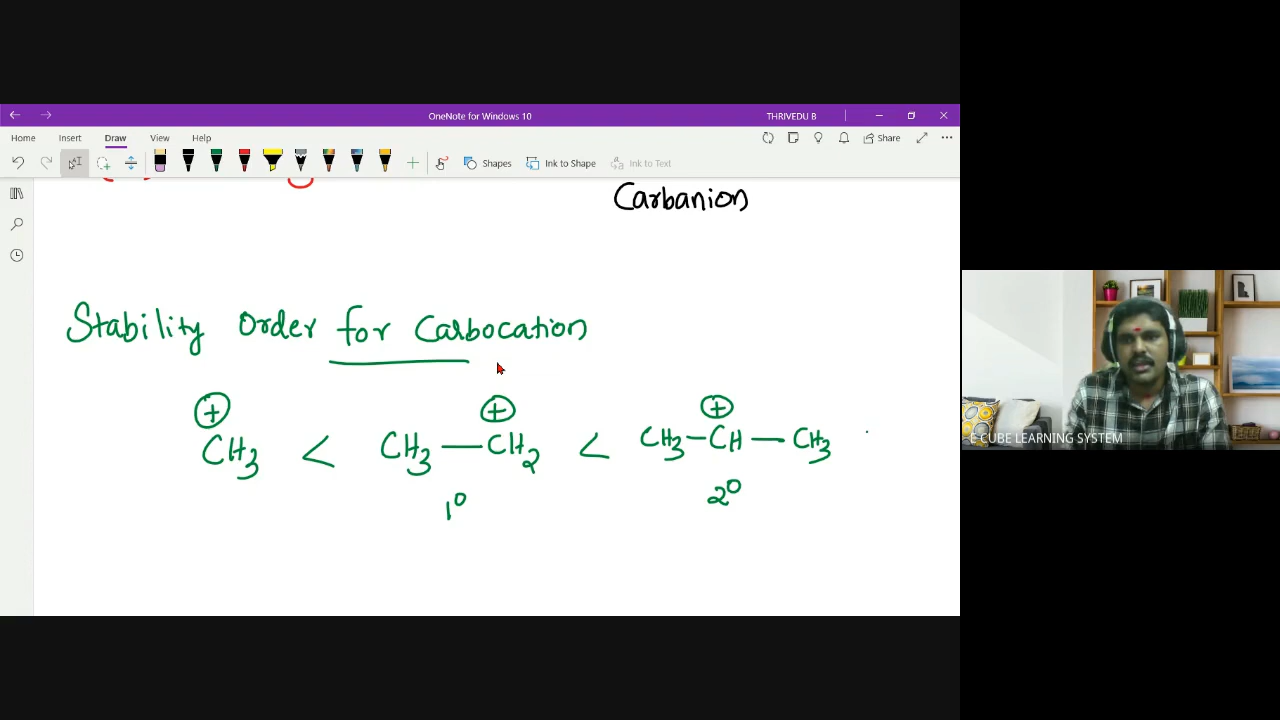 OneNote for Windows 10
THRIVEDU B
Home Insert Draw View Help
Share
Shapes Ink to Shape Ink to Text
Carbanion
Stability Order for Carbocation
⊕ ⊕ ⊕
CH3 < CH3 — CH2 < CH3 – CH — CH3
1° 2°
E CUBE LEARNING SYSTEM